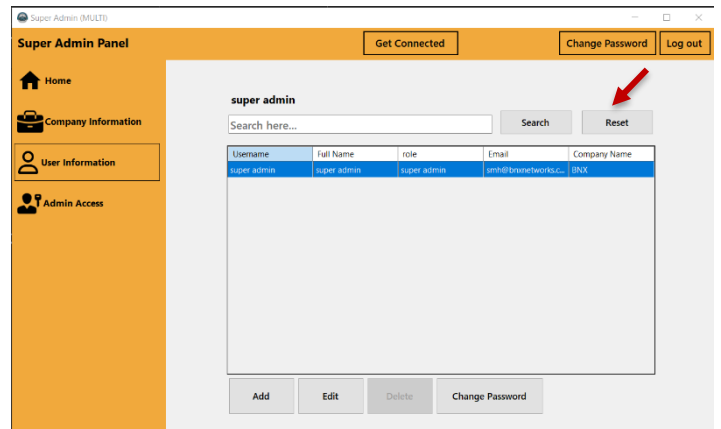 Super Admin (MULTI)
Super Admin Panel
Get Connected
Change Password
Log out
Home
Company Information
User Information
Admin Access
super admin
Search here...
Search
Reset
Username Full Name role Email Company Name
super admin super admin super admin smh@bnxnetworks.c... BNX
Add
Edit
Delete
Change Password